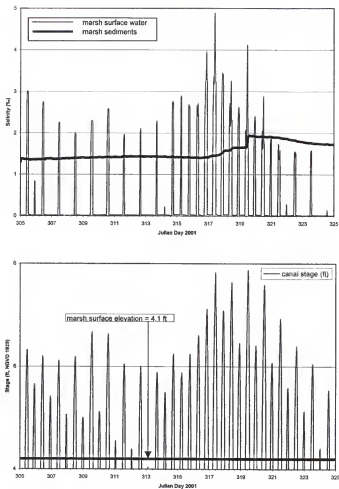 marsh surface water
marsh sediments
5
4
3
2
1
0
Salinity (‰)
305 307 309 311 313 315 317 319 321 323 325
Julian Day 2001
8
6
4
canal stage (ft)
marsh surface elevation = 4.1 ft
Stage (ft, NGVD 1929)
305 307 309 311 313 315 317 319 321 323 325
Julian Day 2001